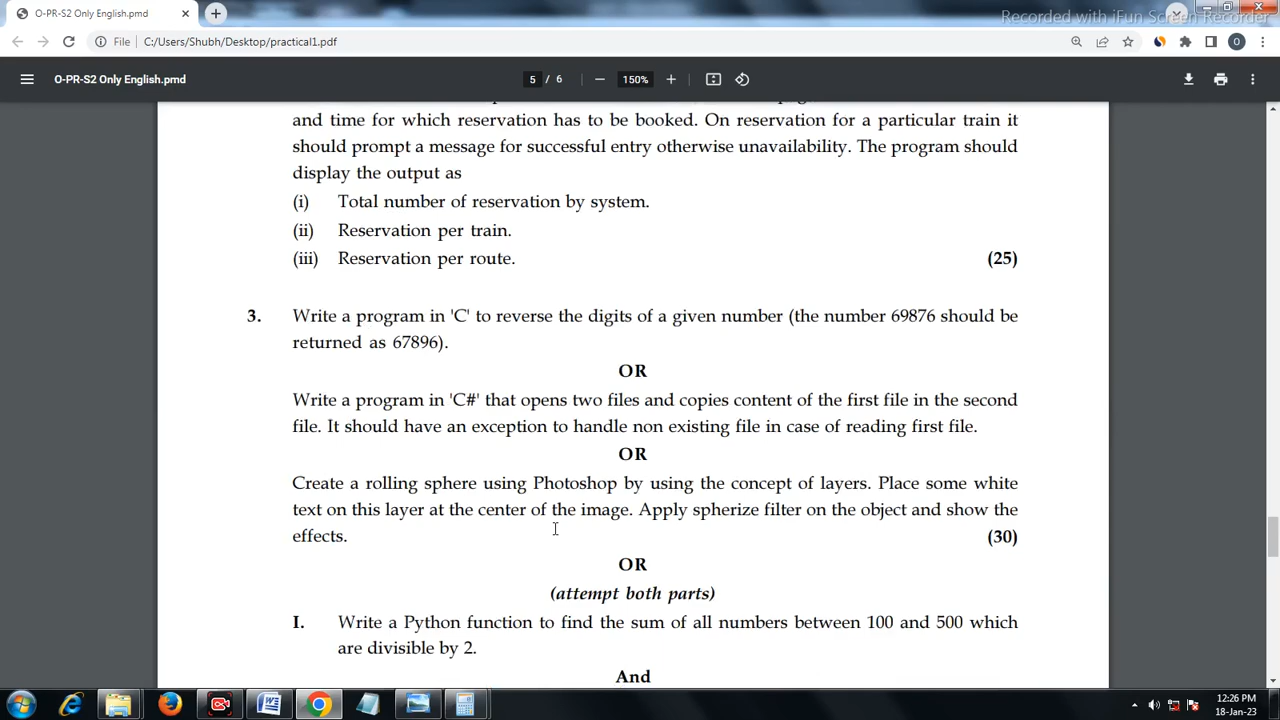 O-PR-S2 Only English.pmd
Recorded with iFun Screen Recorder
File C:/Users/Shubh/Desktop/practical1.pdf
O
O-PR-S2 Only English.pmd 5 / 6 150%
and time for which reservation has to be booked. On reservation for a particular train it
should prompt a message for successful entry otherwise unavailability. The program should
display the output as
(i) Total number of reservation by system.
(ii) Reservation per train.
(iii) Reservation per route. (25)
3. Write a program in 'C' to reverse the digits of a given number (the number 69876 should be
returned as 67896).
OR
Write a program in 'C#' that opens two files and copies content of the first file in the second
file. It should have an exception to handle non existing file in case of reading first file.
OR
Create a rolling sphere using Photoshop by using the concept of layers. Place some white
text on this layer at the center of the image. Apply spherize filter on the object and show the
effects. (30)
OR
(attempt both parts)
I. Write a Python function to find the sum of all numbers between 100 and 500 which
are divisible by 2.
And
12:26 PM
18-Jan-23